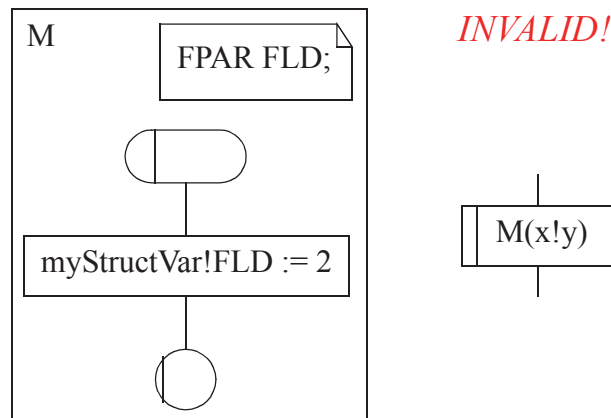 M
FPAR FLD;
myStructVar!FLD := 2
INVALID!
M(x!y)